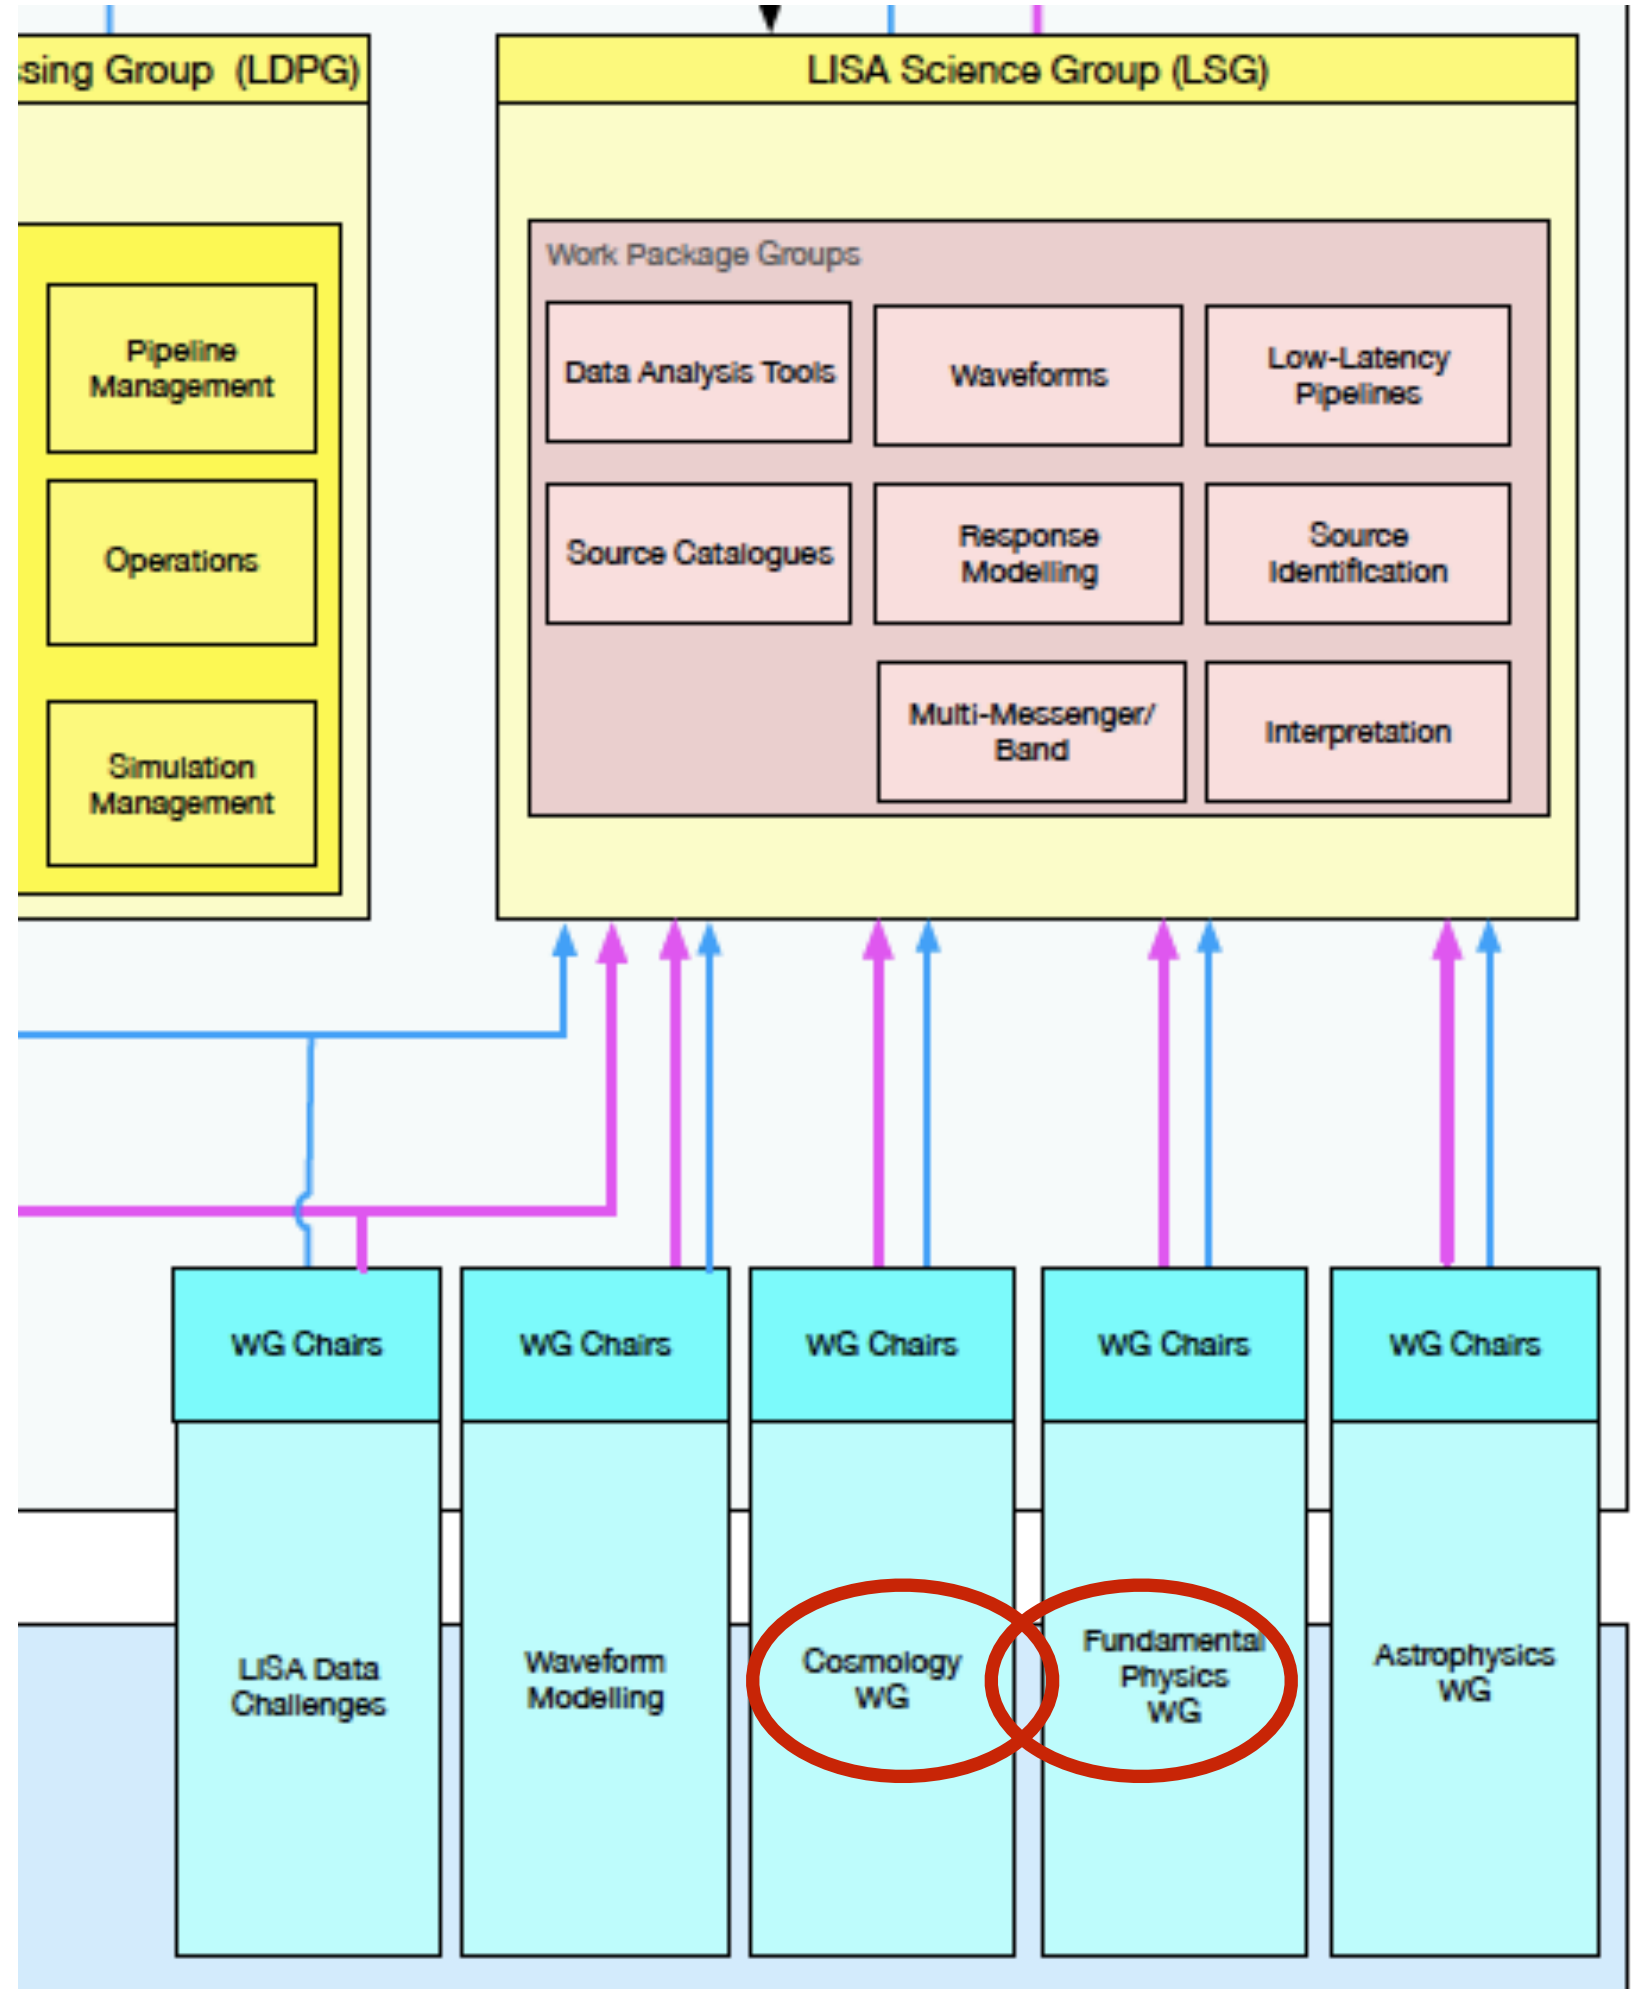 sing Group (LDPG)
LISA Science Group (LSG)
Pipeline
Management
Operations
Simulation
Management
Work Package Groups
Data Analysis Tools
Waveforms
Low-Latency
Pipelines
Source Catalogues
Response
Modelling
Source
Identification
Multi-Messenger/
Band
Interpretation
WG Chairs
WG Chairs
WG Chairs
WG Chairs
WG Chairs
LISA Data
Challenges
Waveform
Modelling
Cosmology
WG
Fundamental
Physics
WG
Astrophysics
WG